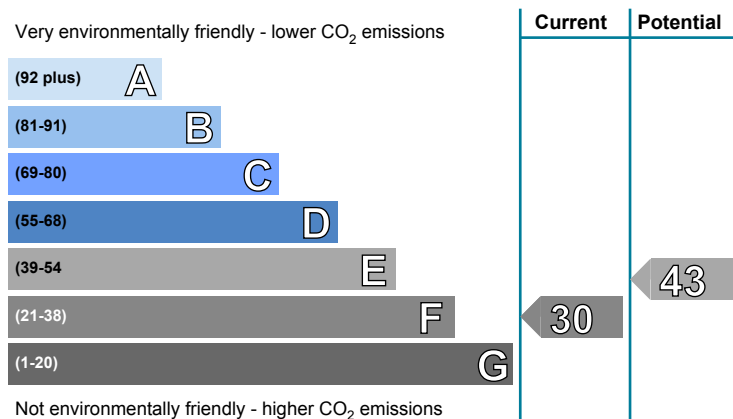 Very environmentally friendly - lower CO2 emissions
Current
Potential
(92 plus) A
(81-91) B
(69-80) C
(55-68) D
(39-54 E
43
(21-38) F
30
(1-20) G
Not environmentally friendly - higher CO2 emissions